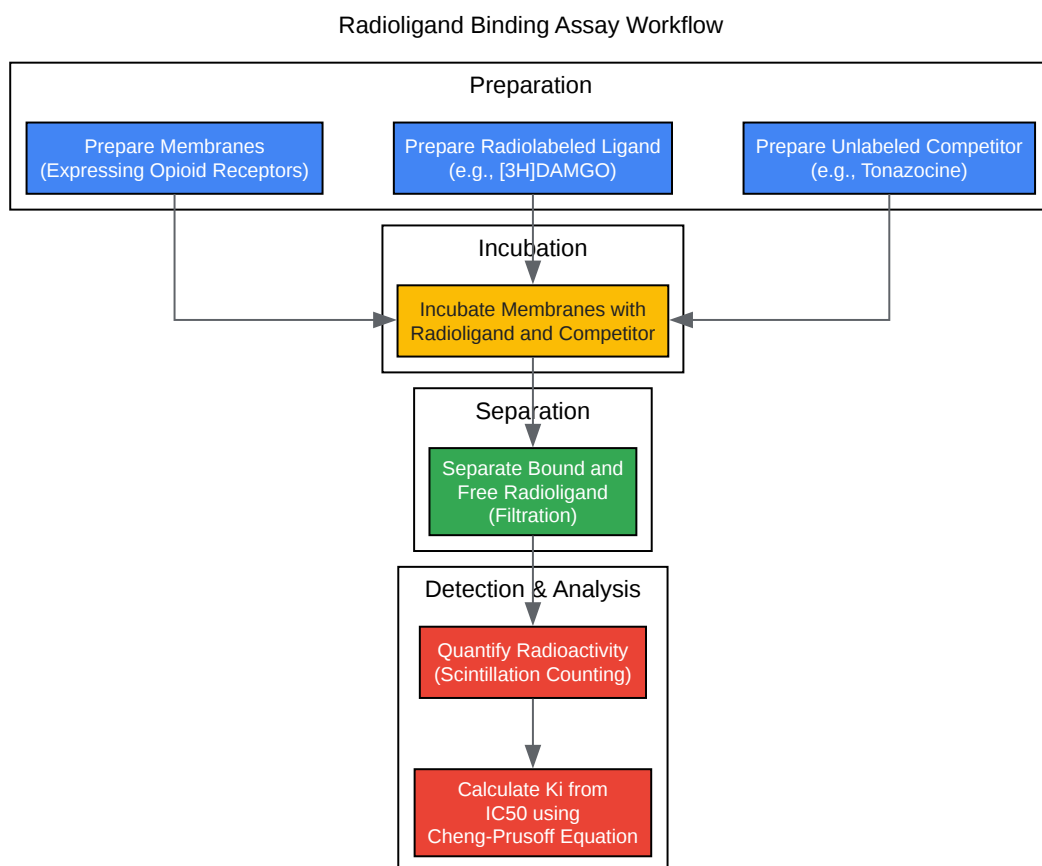 Radioligand Binding Assay Workflow
Preparation
Prepare Membranes
(Expressing Opioid Receptors)
Prepare Radiolabeled Ligand
(e.g., [3H]DAMGO)
Prepare Unlabeled Competitor
(e.g., Tonazocine)
Incubation
Incubate Membranes with
Radioligand and Competitor
Separation
Separate Bound and
Free Radioligand
(Filtration)
Detection & Analysis
Quantify Radioactivity
(Scintillation Counting)
Calculate Ki from
IC50 using
Cheng-Prusoff Equation